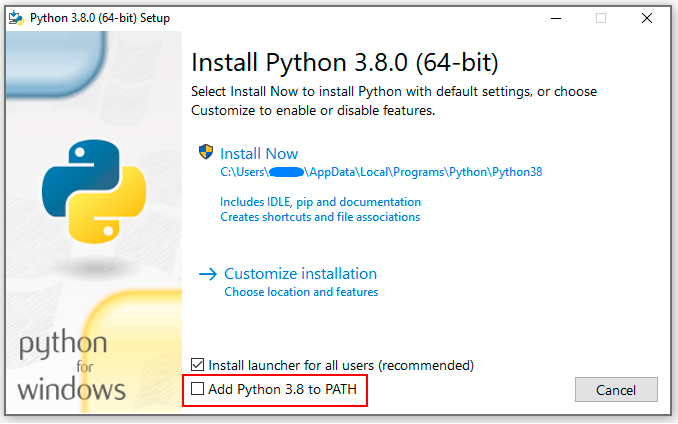 Python 3.8.0 (64-bit) Setup
Install Python 3.8.0 (64-bit)
Select Install Now to install Python with default settings, or choose
Customize to enable or disable features.
Install Now
C:\Users\ \AppData\Local\Programs\Python\Python38
Includes IDLE, pip and documentation
Creates shortcuts and file associations
Customize installation
Choose location and features
python
for
windows
Install launcher for all users (recommended)
Add Python 3.8 to PATH
Cancel